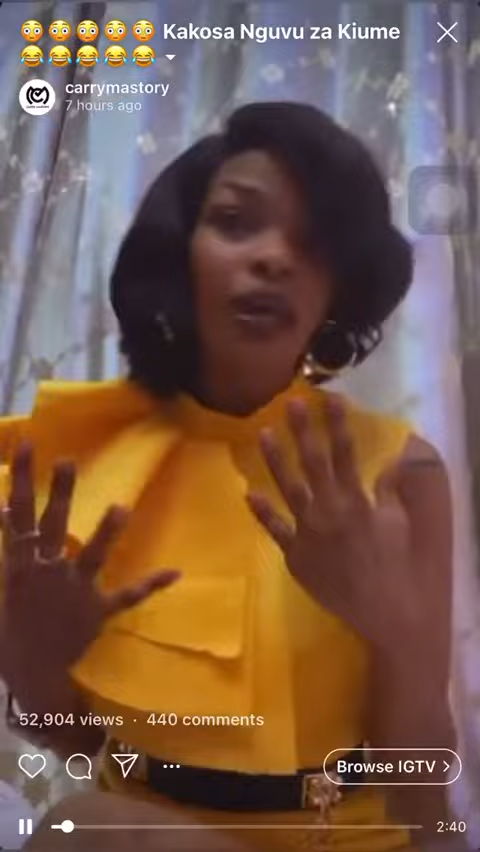 😳😳😳😳😳 Kakosa Nguvu za Kiume
😂😂😂😂😂
carrymastory
7 hours ago
52,904 views · 440 comments
Browse IGTV
2:40